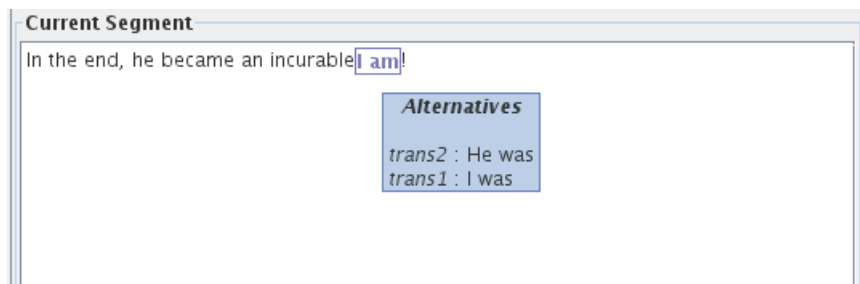 Current Segment
In the end, he became an incurable I am!
Alternatives
trans2 : He was
trans1 : I was